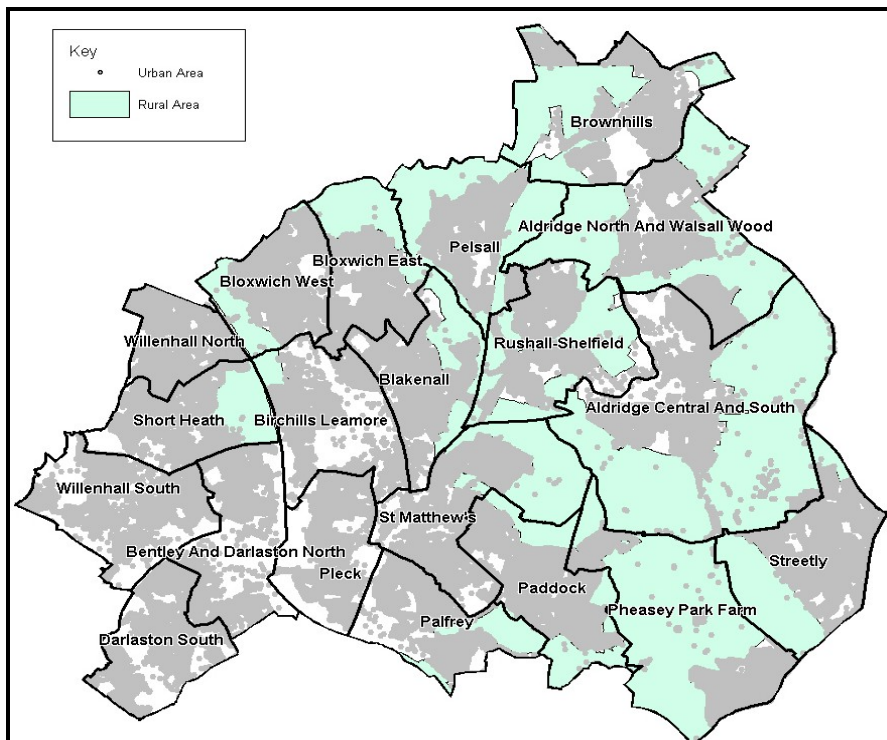 Key
Urban Area
Rural Area
Brownhills
Aldridge North And Walsall Wood
Pelsall
Bloxwich East
Bloxwich West
Willenhall North
Rushall-Shelfield
Blakenall
Aldridge Central And South
Short Heath
Birchills Leamore
Willenhall South
St Matthew's
Bentley And Darlaston North
Pleck
Streetly
Paddock
Pheasey Park Farm
Palfrey
Darlaston South